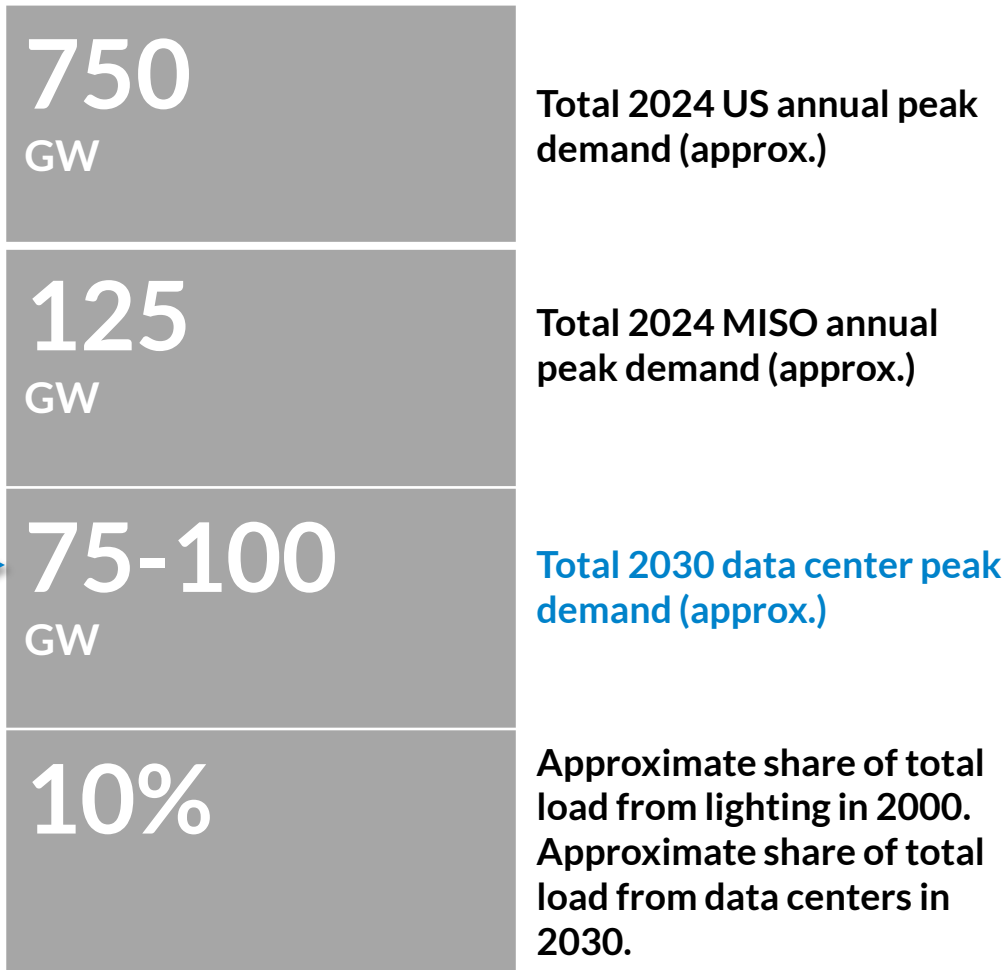 750
GW
Total 2024 US annual peak
demand (approx.)
125
GW
Total 2024 MISO annual
peak demand (approx.)
75-100
GW
Total 2030 data center peak
demand (approx.)
10%
Approximate share of total
load from lighting in 2000.
Approximate share of total
load from data centers in
2030.